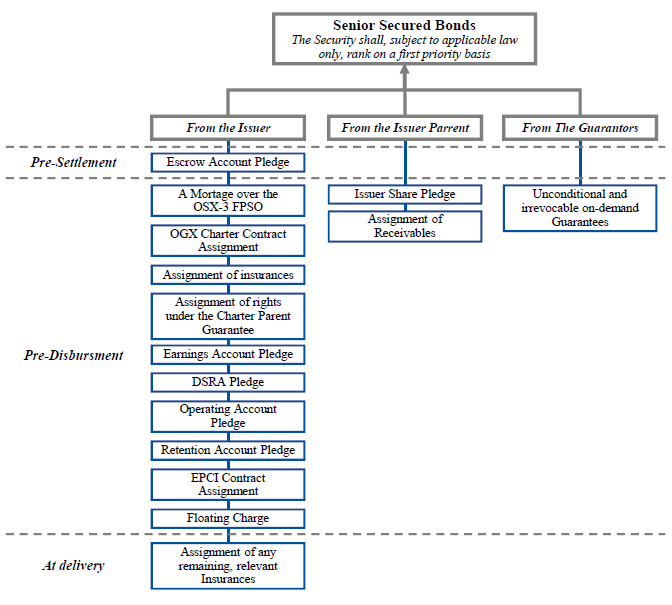 Senior Secured Bonds
The Security shall, subject to applicable law
only, rank on a first priority basis
From the Issuer
From the Issuer Parrent
From The Guarantors
Pre-Settlement
Escrow Account Pledge
Pre-Disbursment
A Mortage over the
OSX-3 FPSO
OGX Charter Contract
Assignment
Assignment of insurances
Assignment of rights
under the Charter Parent
Guarantee
Earnings Account Pledge
DSRA Pledge
Operating Account
Pledge
Retention Account Pledge
EPCI Contract
Assignment
Floating Charge
Issuer Share Pledge
Assignment of
Receivables
Unconditional and
irrevocable on-demand
Guarantees
At delivery
Assignment of any
remaining, relevant
Insurances